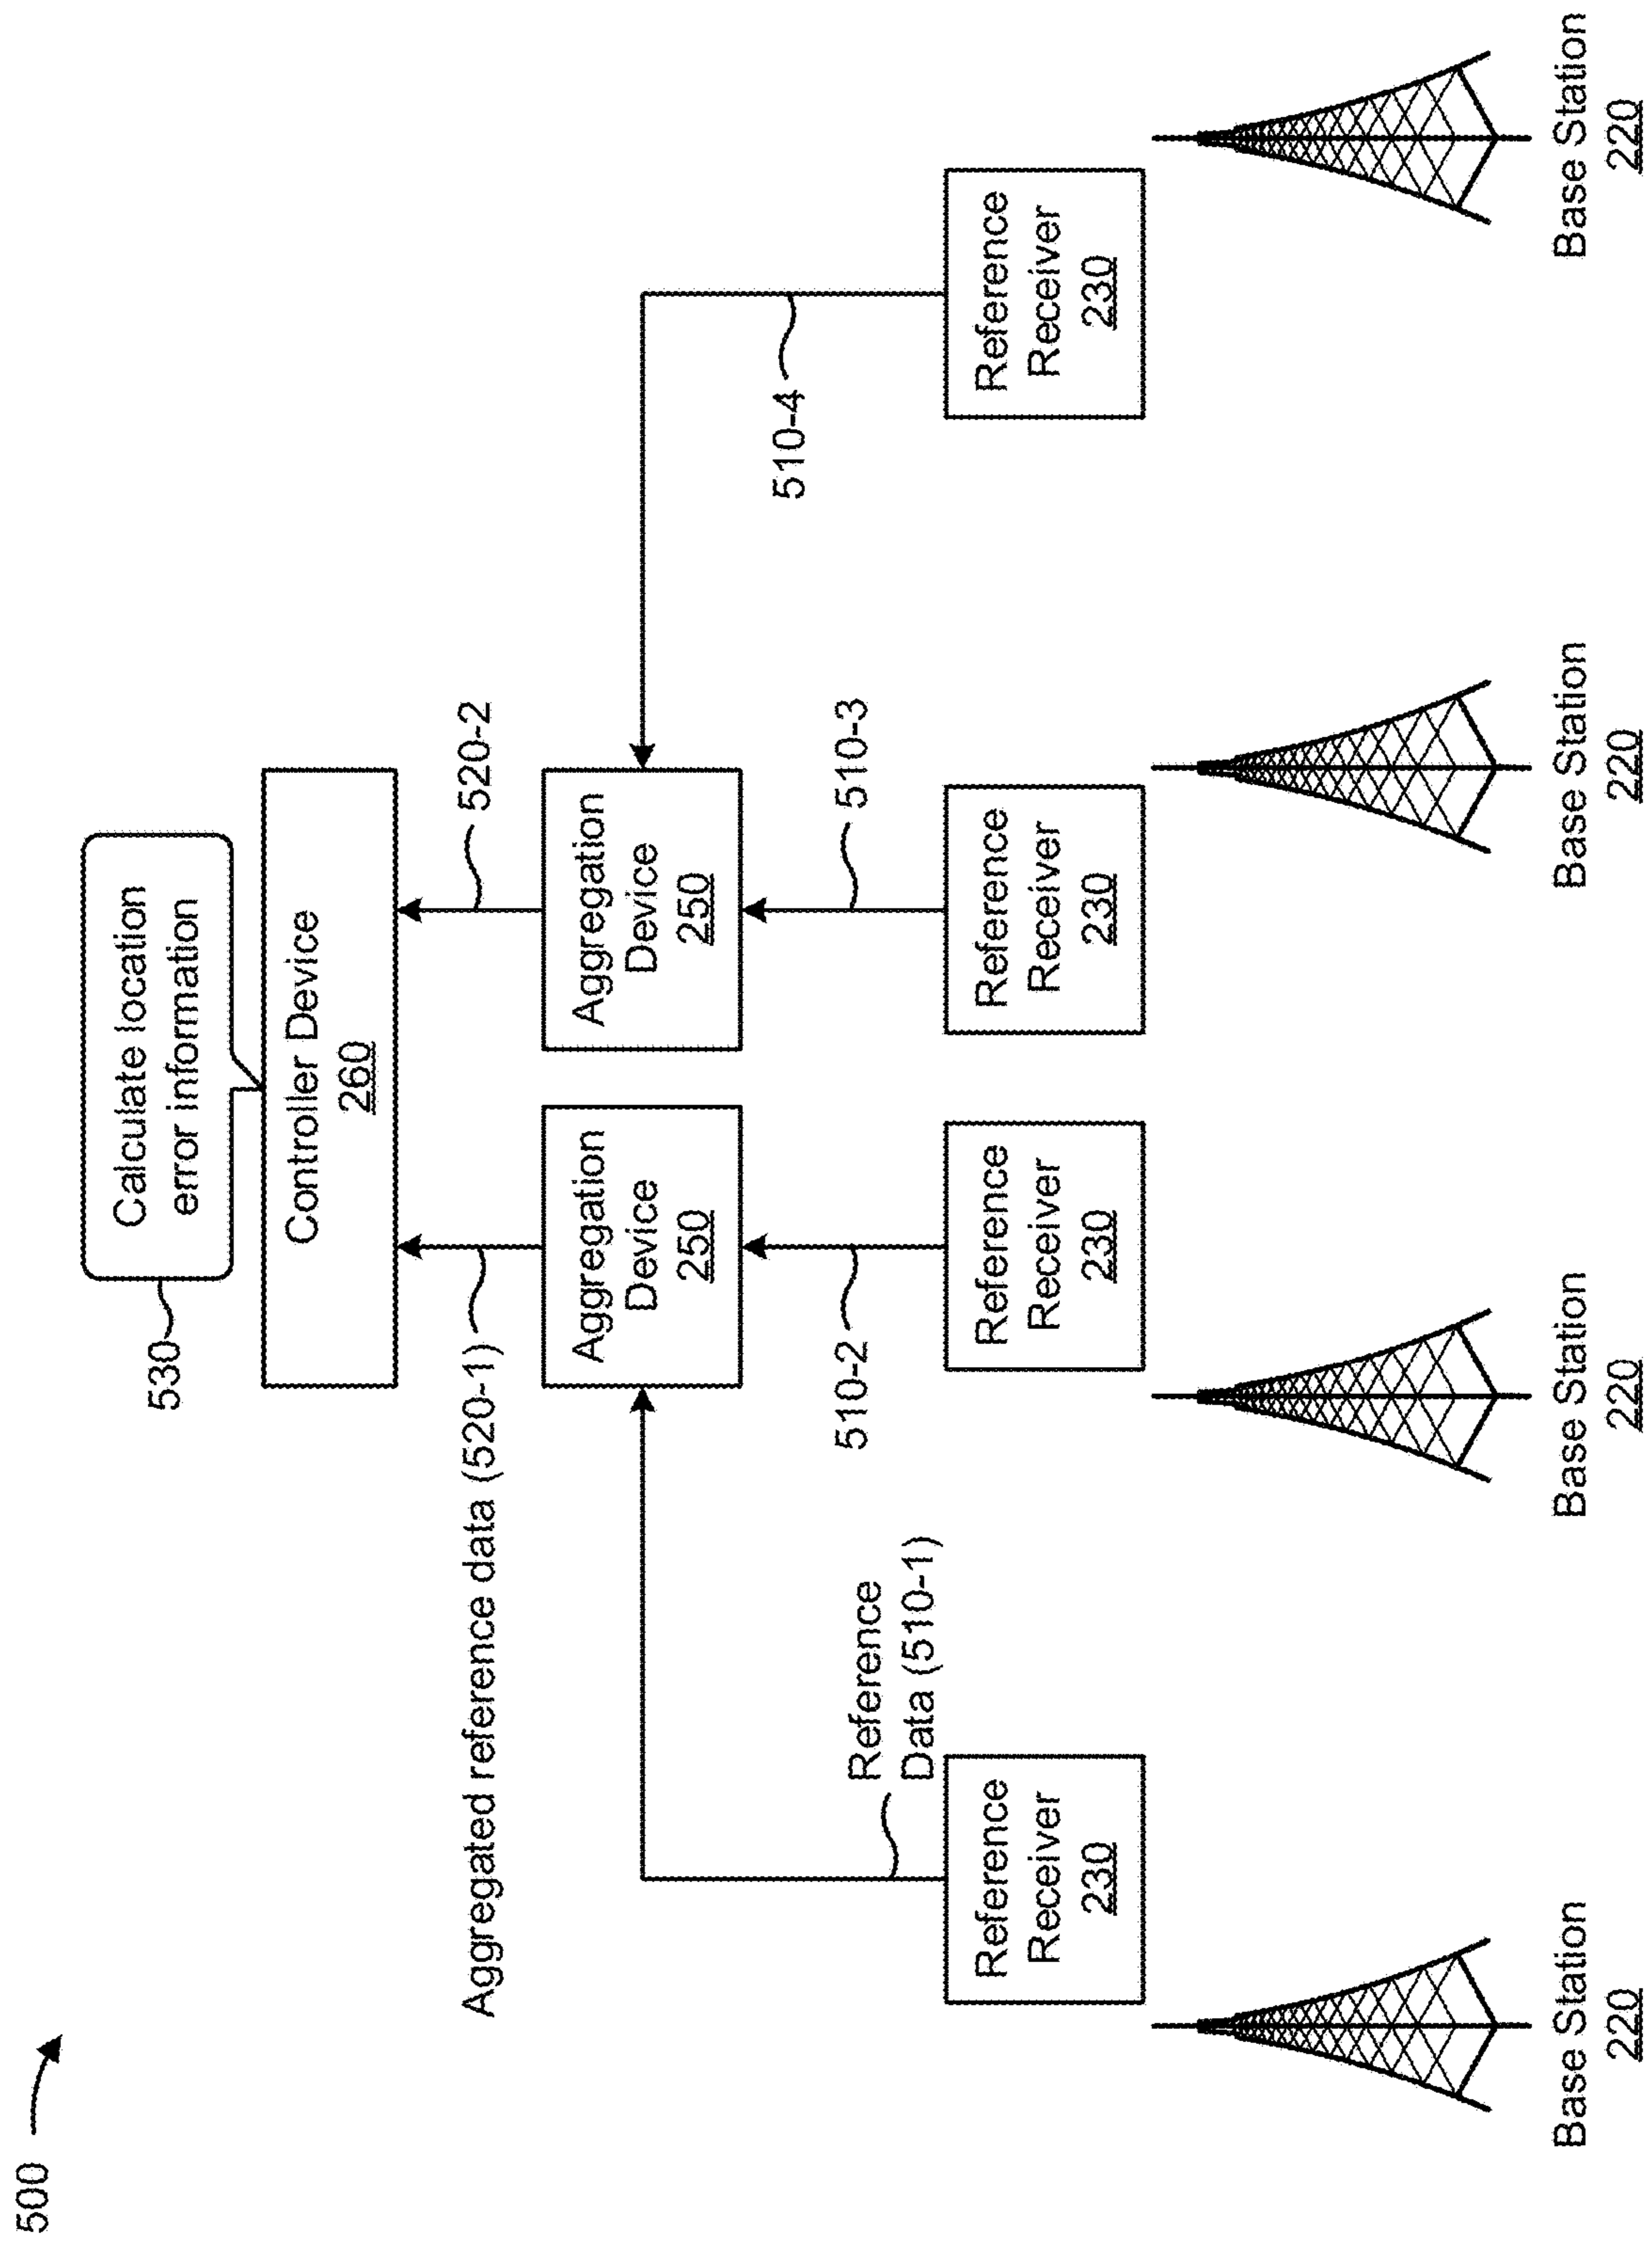 500
530
Calculate location
error information
Controller Device
260
Aggregated reference data (520-1)
520-2
Aggregation
Device
250
Aggregation
Device
250
Reference
Data (510-1)
510-2
510-3
510-4
Reference
Receiver
230
Reference
Receiver
230
Reference
Receiver
230
Reference
Receiver
230
Base Station
220
Base Station
220
Base Station
220
Base Station
220